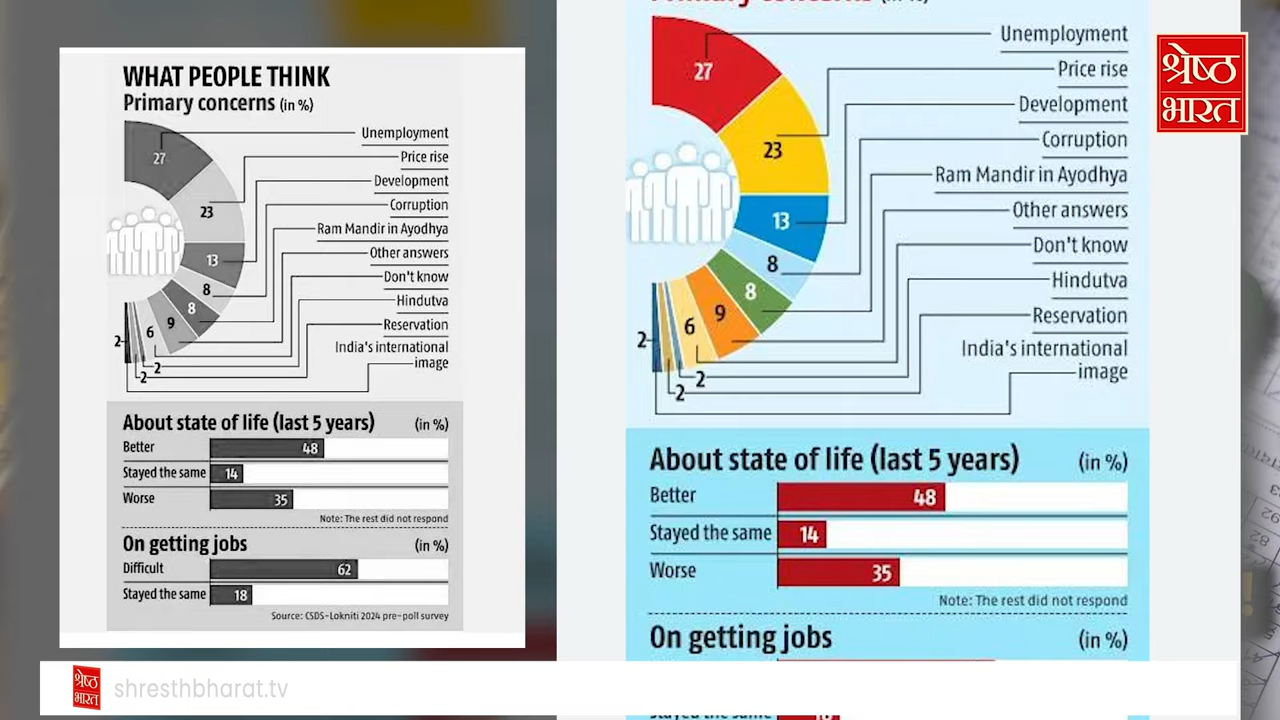 WHAT PEOPLE THINK
Primary concerns (in %)
Unemployment
27
Price rise
23
Development
13
Corruption
8
Ram Mandir in Ayodhya
8
Other answers
9
Don't know
6
Hindutva
2
Reservation
2
India's international
image
2
About state of life (last 5 years) (in %)
Better 48
Stayed the same 14
Worse 35
Note: The rest did not respond
On getting jobs (in %)
Difficult 62
Stayed the same 18
Source: CSDS-Lokniti 2024 pre-poll survey
Primary concerns (in %)
Unemployment
27
Price rise
23
Development
13
Corruption
8
Ram Mandir in Ayodhya
8
Other answers
9
Don't know
6
Hindutva
2
Reservation
2
India's international
image
2
About state of life (last 5 years) (in %)
Better 48
Stayed the same 14
Worse 35
Note: The rest did not respond
On getting jobs (in %)
Stayed the same
श्रेष्ठ
भारत
श्रेष्ठ
भारत
shresthbharat.tv